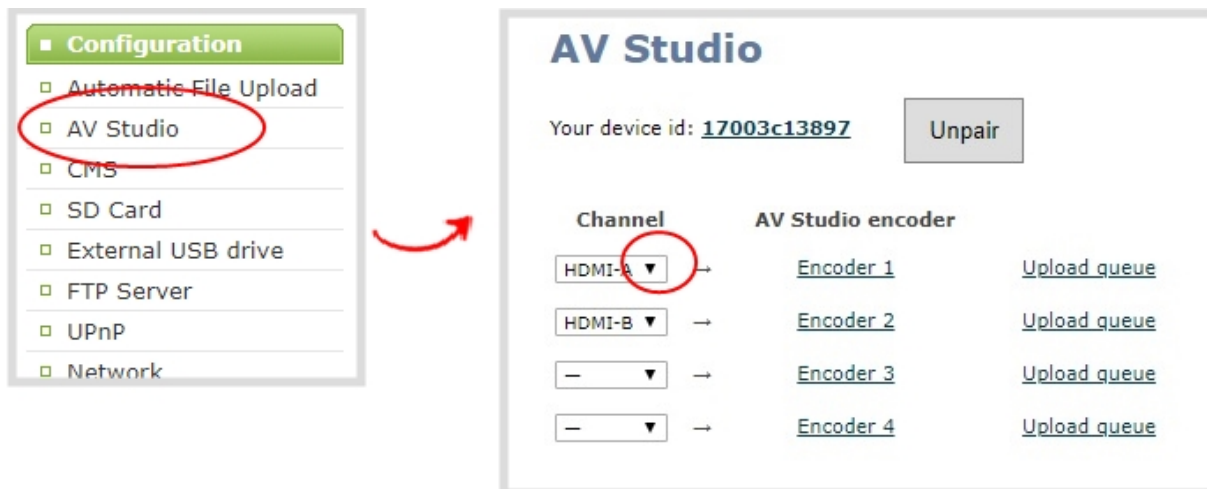 Configuration
Automatic File Upload
AV Studio
CMS
SD Card
External USB drive
FTP Server
UPnP
Network
AV Studio
Your device id: 17003c13897 Unpair
Channel AV Studio encoder
HDMI-A ▼ → Encoder 1 Upload queue
HDMI-B ▼ → Encoder 2 Upload queue
— ▼ → Encoder 3 Upload queue
— ▼ → Encoder 4 Upload queue